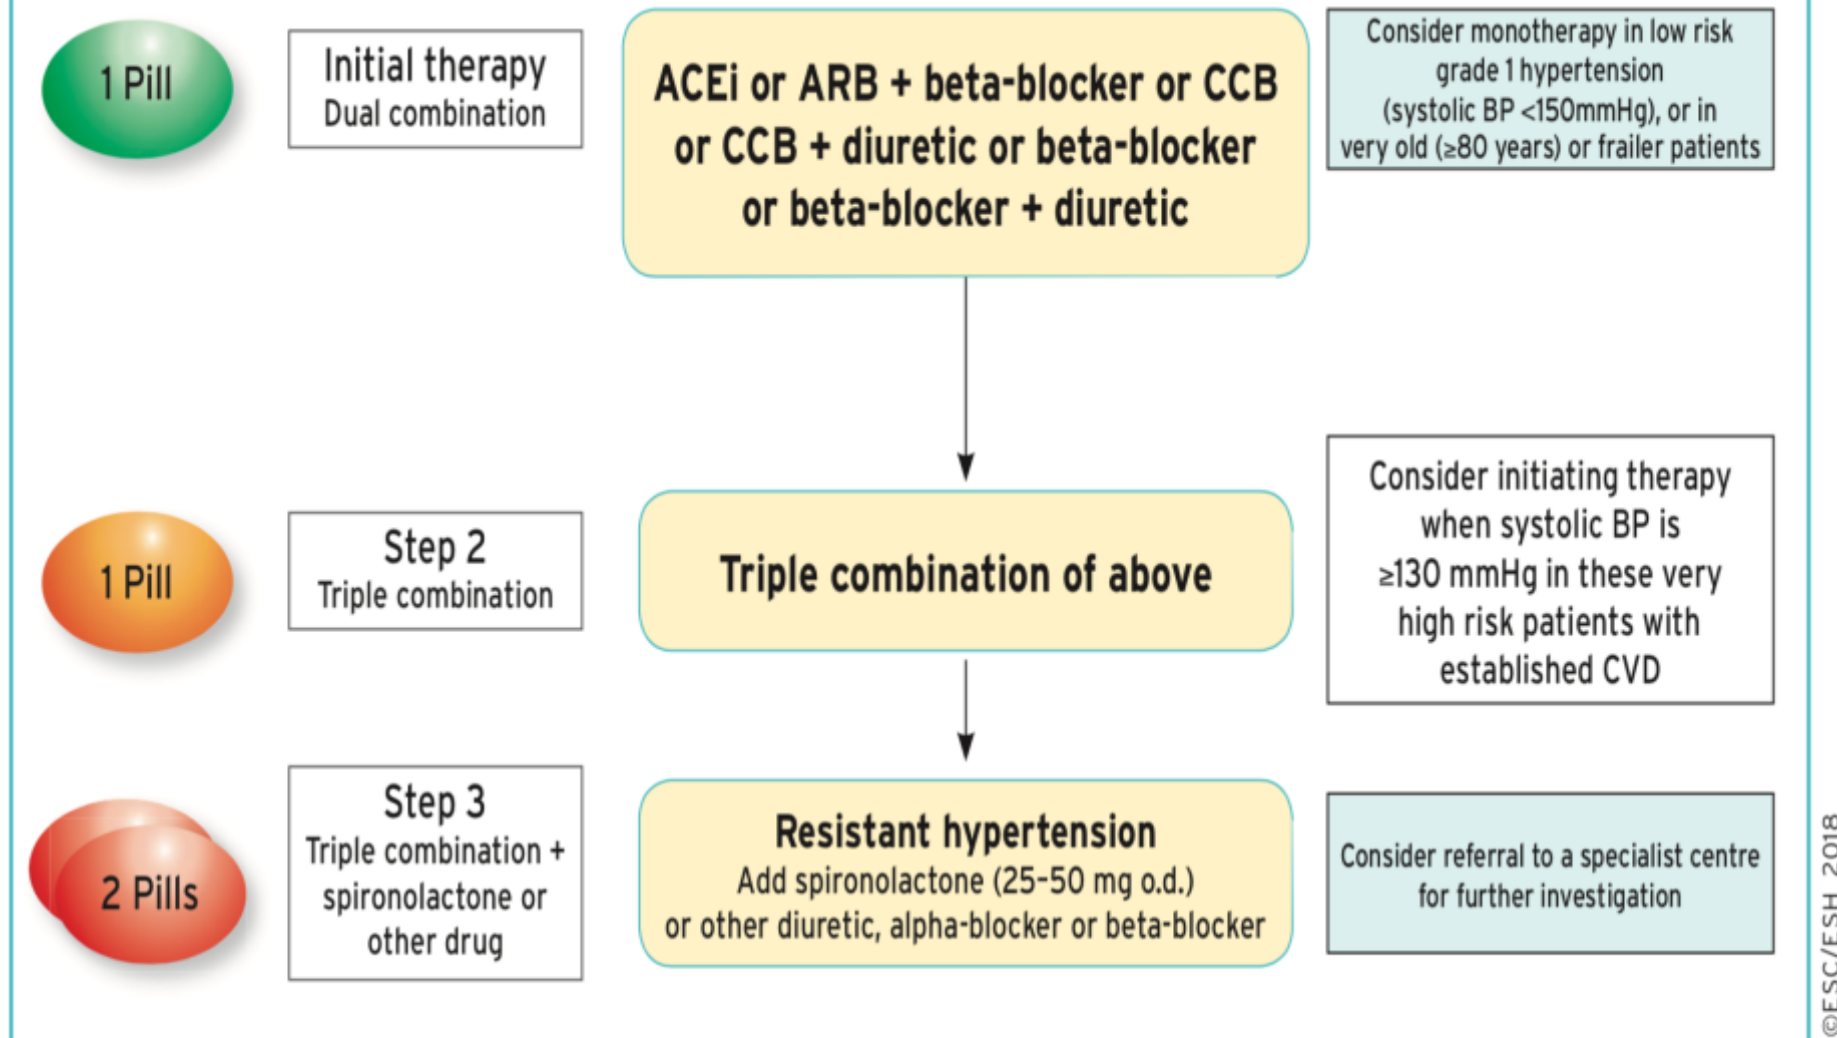 1 Pill
Initial therapy
Dual combination
ACEi or ARB + beta-blocker or CCB
or CCB + diuretic or beta-blocker
or beta-blocker + diuretic
Consider monotherapy in low risk
grade 1 hypertension
(systolic BP <150mmHg), or in
very old (≥80 years) or frailer patients
1 Pill
Step 2
Triple combination
Triple combination of above
Consider initiating therapy
when systolic BP is
≥130 mmHg in these very
high risk patients with
established CVD
2 Pills
Step 3
Triple combination +
spironolactone or
other drug
Resistant hypertension
Add spironolactone (25-50 mg o.d.)
or other diuretic, alpha-blocker or beta-blocker
Consider referral to a specialist centre
for further investigation
©ESC/ESH 2018